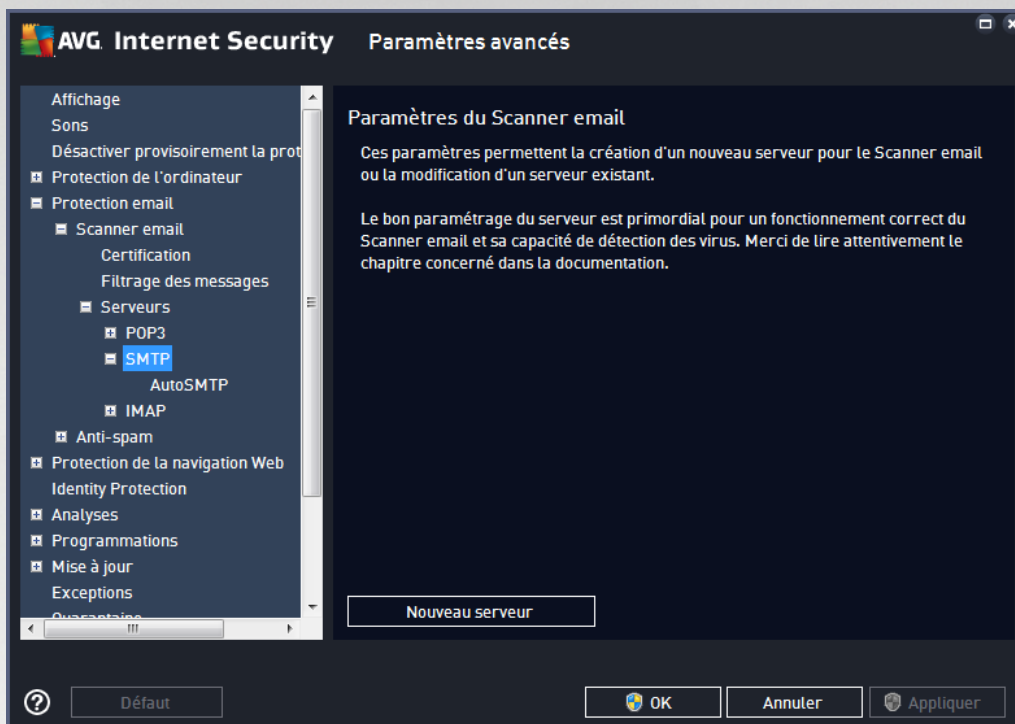 AVG. Internet Security Paramètres avancés
Affichage
Sons
Désactiver provisoirement la prot
Protection de l'ordinateur
Protection email
Scanner email
Certification
Filtrage des messages
Serveurs
POP3
SMTP
AutoSMTP
IMAP
Anti-spam
Protection de la navigation Web
Identity Protection
Analyses
Programmations
Mise à jour
Exceptions
Quarantaine
Paramètres du Scanner email
Ces paramètres permettent la création d'un nouveau serveur pour le Scanner email
ou la modification d'un serveur existant.
Le bon paramétrage du serveur est primordial pour un fonctionnement correct du
Scanner email et sa capacité de détection des virus. Merci de lire attentivement le
chapitre concerné dans la documentation.
Nouveau serveur
? Défaut OK Annuler Appliquer